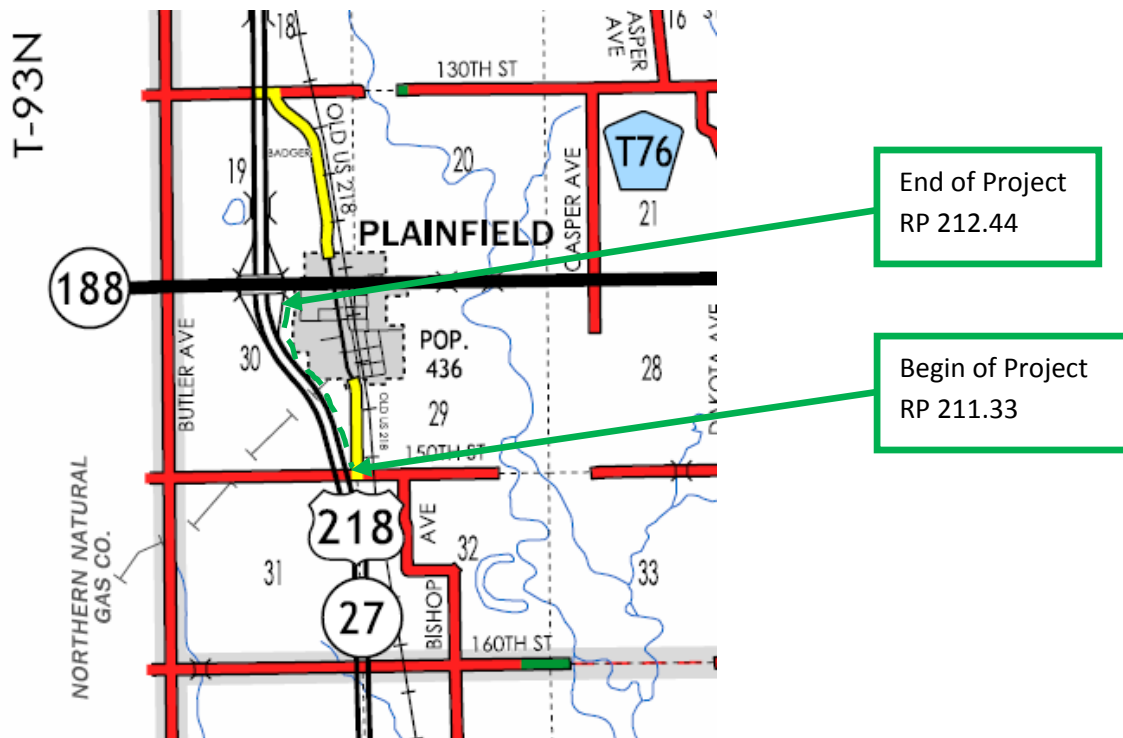 T-93N
18
16
ASPER
AVE
130TH ST
OLD US 218
BADGER
19
20
T76
21
CASPER AVE
PLAINFIELD
188
End of Project
RP 212.44
BUTLER AVE
30
POP.
436
28
29
OLD US 218
150TH ST
Begin of Project
RP 211.33
NORTHERN NATURAL
GAS CO.
218
31
AVE
BISHOP
32
33
27
160TH ST